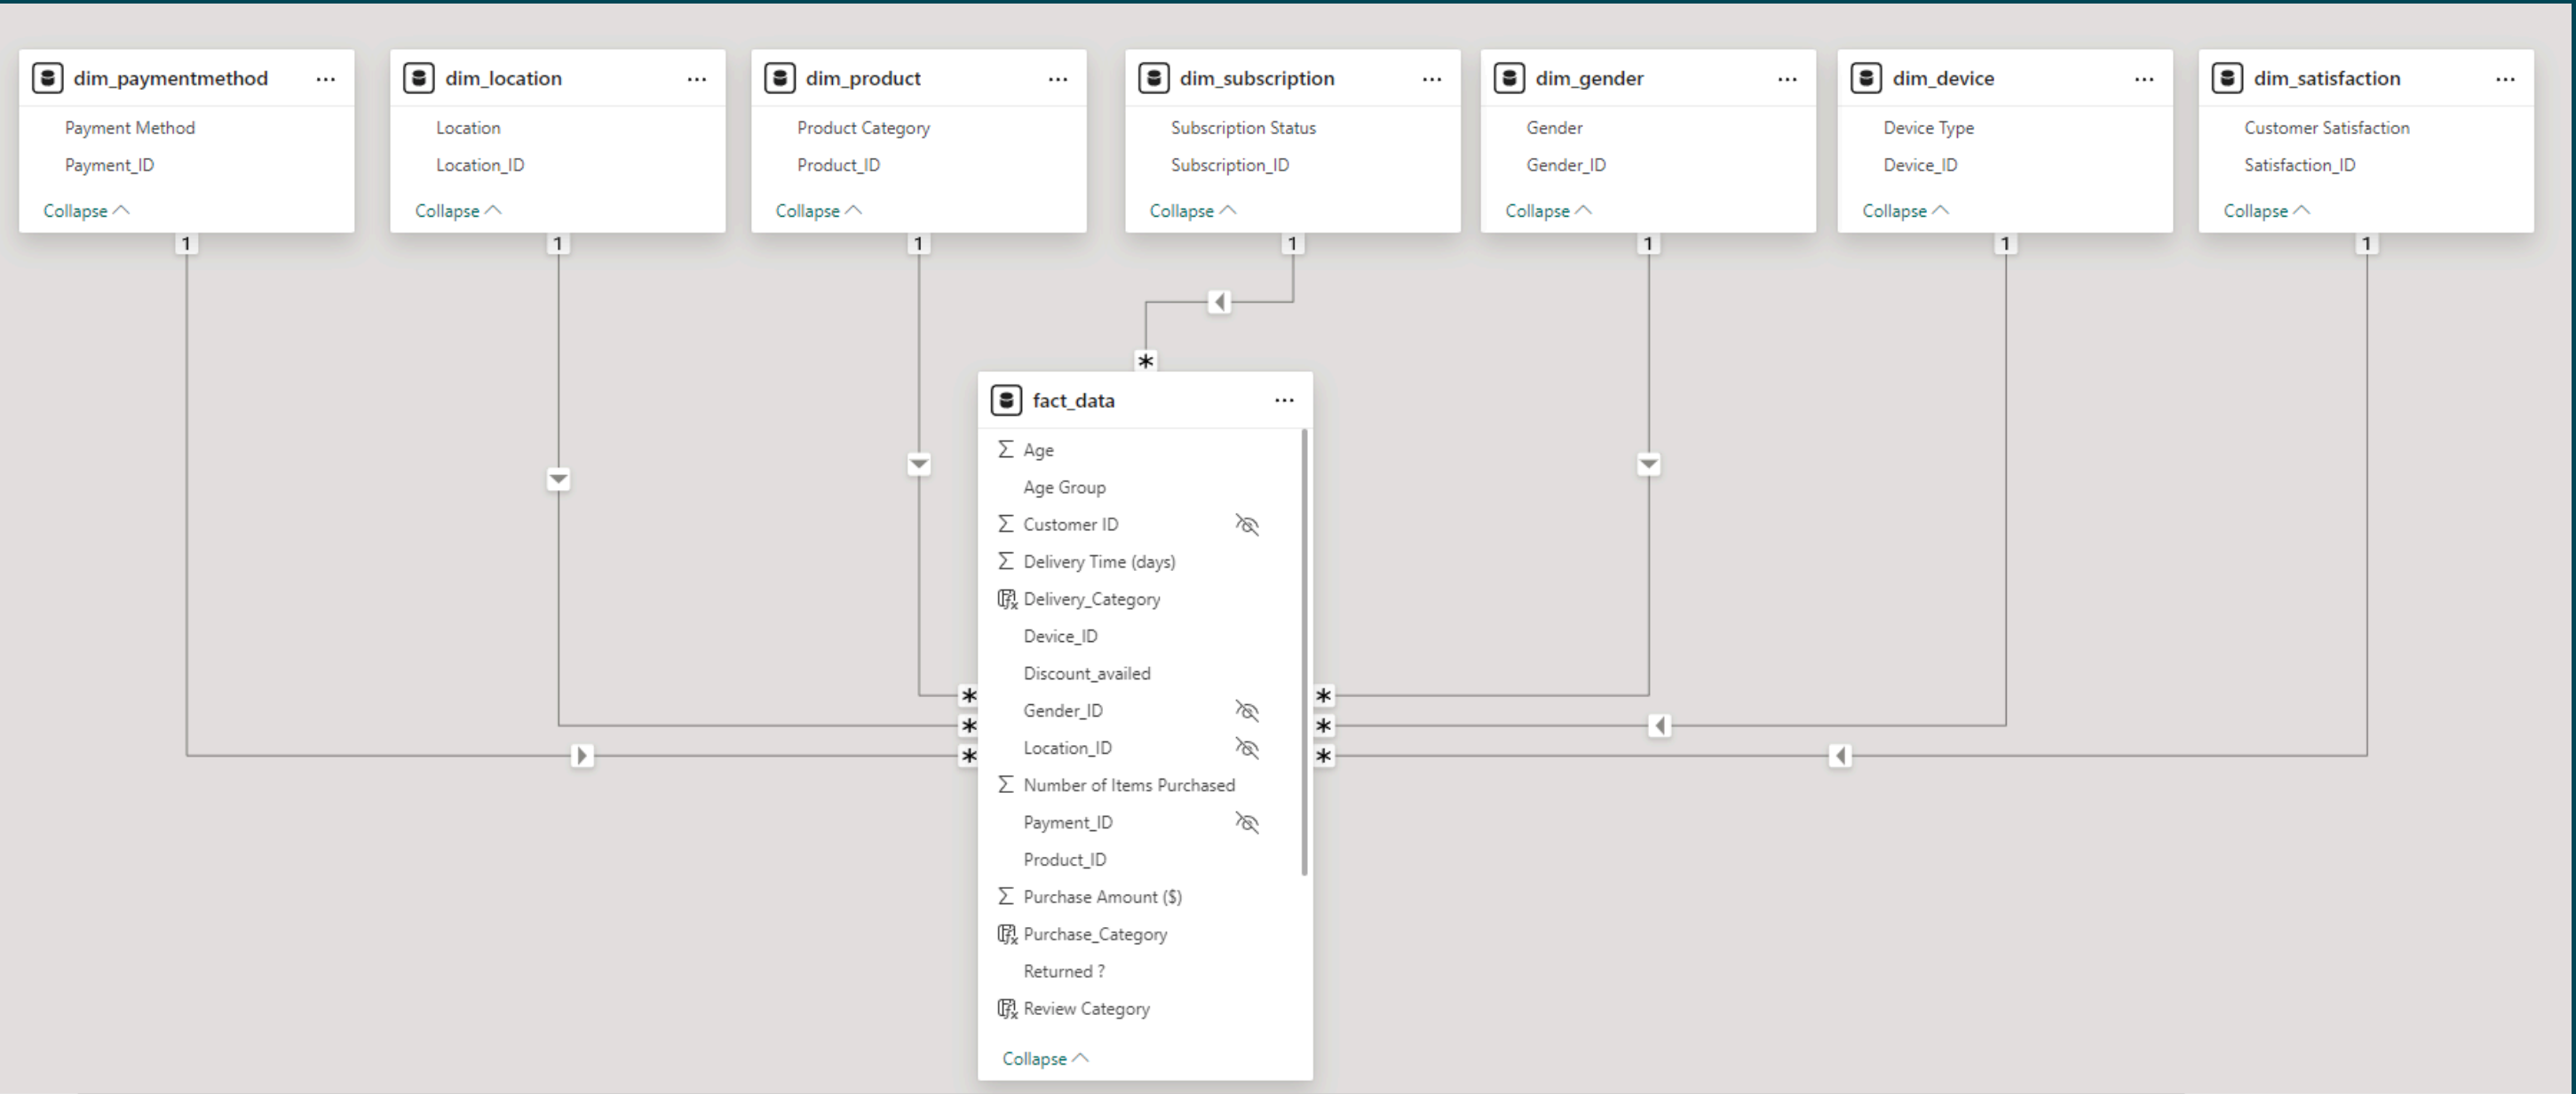 dim_paymentmethod ...
Payment Method
Payment_ID
Collapse
1
dim_location ...
Location
Location_ID
Collapse
1
dim_product ...
Product Category
Product_ID
Collapse
1
dim_subscription ...
Subscription Status
Subscription_ID
Collapse
1
dim_gender ...
Gender
Gender_ID
Collapse
1
dim_device ...
Device Type
Device_ID
Collapse
1
dim_satisfaction ...
Customer Satisfaction
Satisfaction_ID
Collapse
1
*
fact_data ...
Σ Age
Age Group
Σ Customer ID
Σ Delivery Time (days)
Delivery_Category
Device_ID
Discount_availed
Gender_ID
Location_ID
Σ Number of Items Purchased
Payment_ID
Product_ID
Σ Purchase Amount ($)
Purchase_Category
Returned ?
Review Category
Collapse
* *
* *
* *